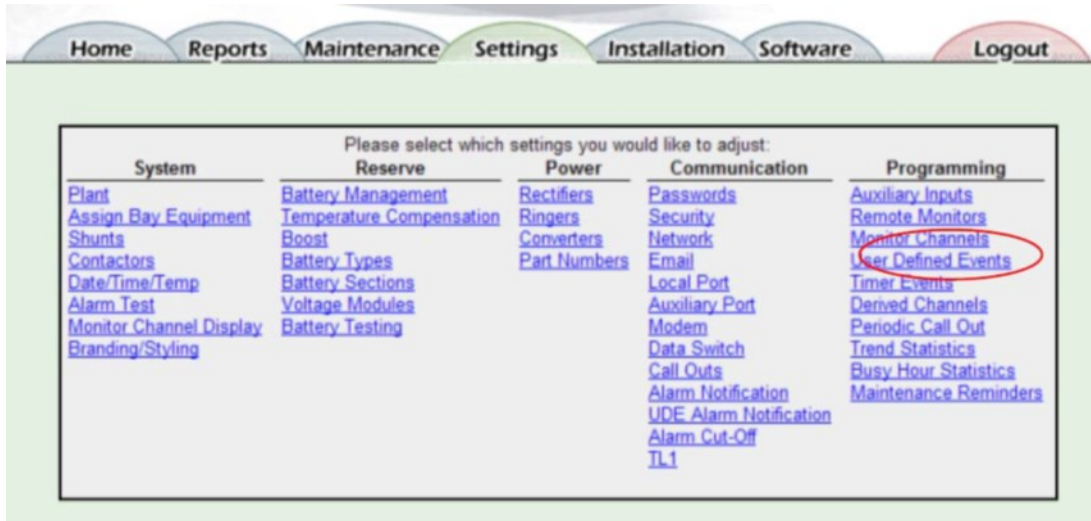 Home Reports Maintenance Settings Installation Software Logout
Please select which settings you would like to adjust:
System
Plant
Assign Bay Equipment
Shunts
Contactors
Date/Time/Temp
Alarm Test
Monitor Channel Display
Branding/Styling
Reserve
Battery Management
Temperature Compensation
Boost
Battery Types
Battery Sections
Voltage Modules
Battery Testing
Power
Rectifiers
Ringers
Converters
Part Numbers
Communication
Passwords
Security
Network
Email
Local Port
Auxiliary Port
Modem
Data Switch
Call Outs
Alarm Notification
UDE Alarm Notification
Alarm Cut-Off
TL1
Programming
Auxiliary Inputs
Remote Monitors
Monitor Channels
User Defined Events
Timer Events
Derived Channels
Periodic Call Out
Trend Statistics
Busy Hour Statistics
Maintenance Reminders